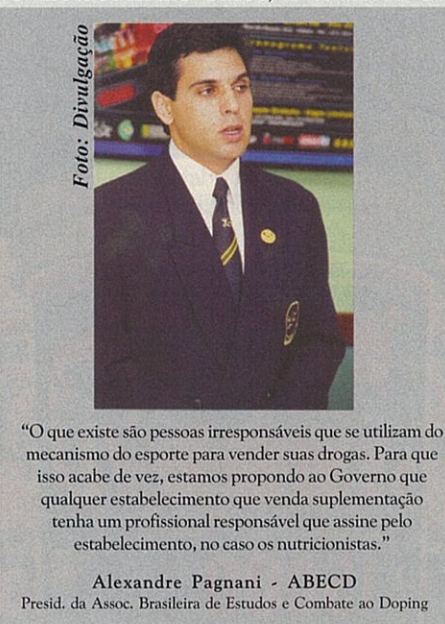 Foto: Divulgação
"O que existe são pessoas irresponsáveis que se utilizam do
mecanismo do esporte para vender suas drogas. Para que
isso acabe de vez, estamos propondo ao Governo que
qualquer estabelecimento que venda suplementação
tenha um profissional responsável que assine pelo
estabelecimento, no caso os nutricionistas."
Alexandre Pagnani - ABECD
Presid. da Assoc. Brasileira de Estudos e Combate ao Doping